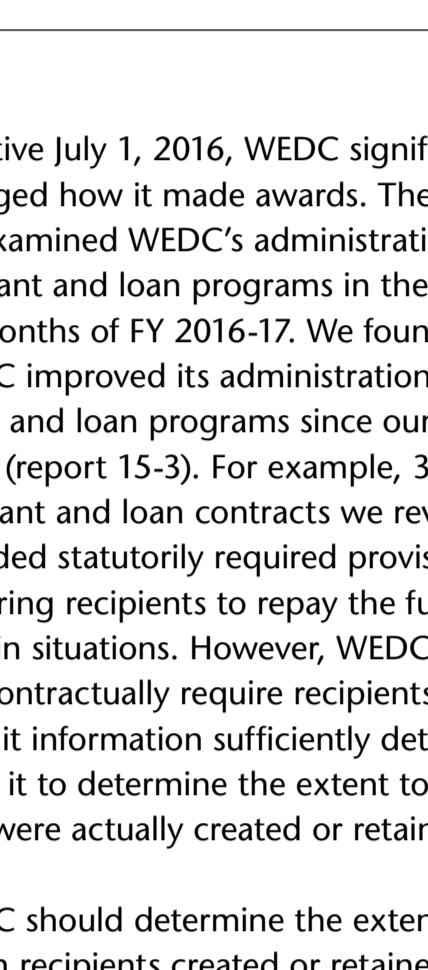 tive July 1, 2016, WEDC signif
ged how it made awards. The
xamined WEDC’s administrati
ant and loan programs in the
onths of FY 2016-17. We foun
C improved its administration
and loan programs since our
(report 15-3). For example, 3
ant and loan contracts we rev
ded statutorily required provis
ring recipients to repay the fu
in situations. However, WEDC
ontractually require recipients
it information sufficiently det
it to determine the extent to
were actually created or retain
C should determine the exten
n recipients created or retaine